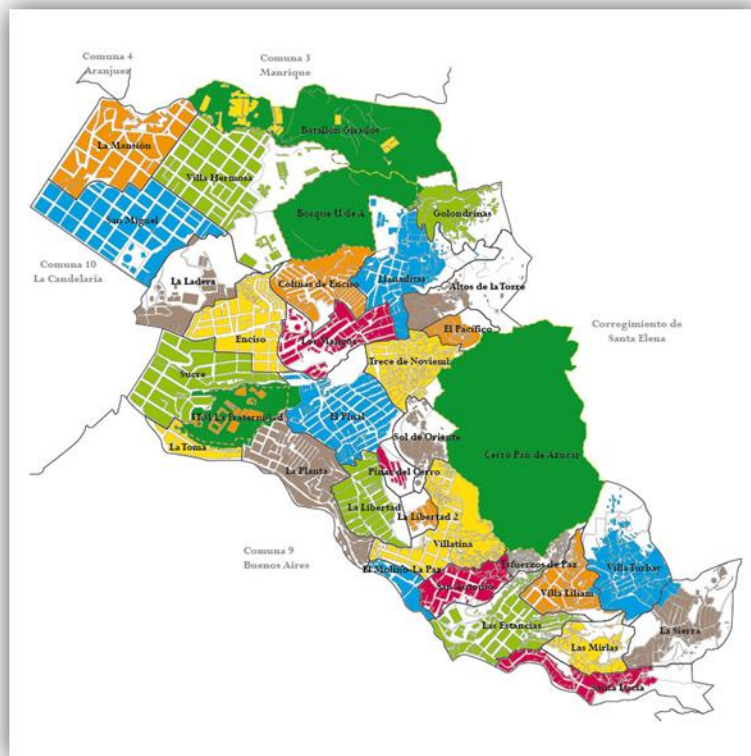 Comuna 4
Aranjuez
Comuna 3
Manrique
Batallón Girardot
La Mansión
Villa Hermosa
Bosque U de A
Golondrinas
San Miguel
Comuna 10
La Candelaria
La Ladera
Colinas de Enciso
Llanaditas
Altos de la Torre
Enciso
Los Mangos
El Pacífico
Corregimiento de
Santa Elena
Trece de Noviemb
Sucre
La Fraternidad
El Pinal
Sol de Oriente
La Toma
La Planta
Pinar del Cerro
Cerro Pan de Azúcar
La Libertad
La Libertad 2
Villatina
Comuna 9
Buenos Aires
El Molino-La Paz
San Antonio
Esfuerzos de Paz
Villa Liliam
Villa Turbay
Las Estancias
La Sierra
Las Mirlas
Santa Lucía